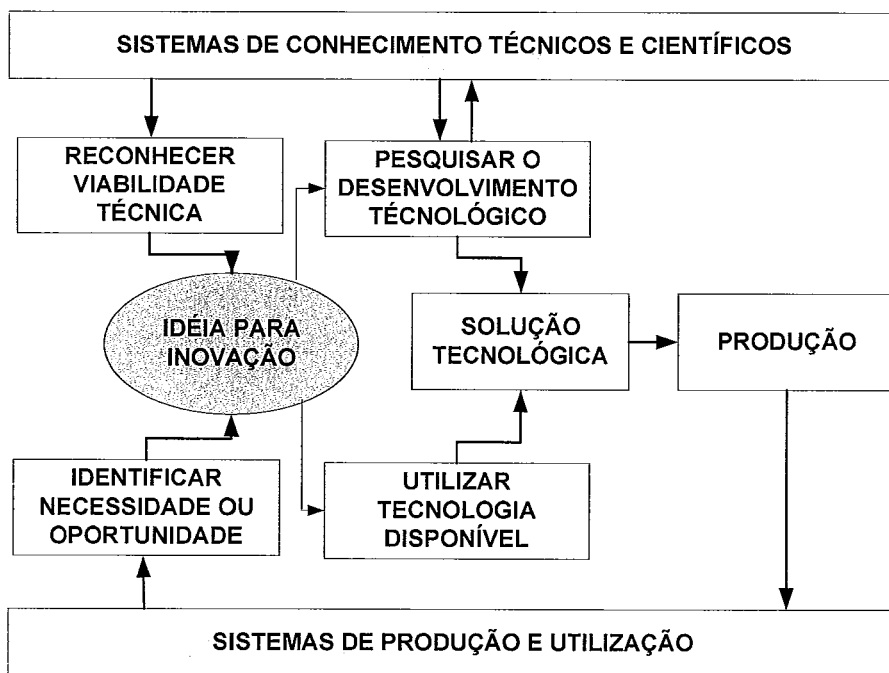 SISTEMAS DE CONHECIMENTO TÉCNICOS E CIENTÍFICOS
RECONHECER
VIABILIDADE
TÉCNICA
PESQUISAR O
DESENVOLVIMENTO
TÉCNOLÓGICO
IDÉIA PARA
INOVAÇÃO
SOLUÇÃO
TECNOLÓGICA
PRODUÇÃO
IDENTIFICAR
NECESSIDADE OU
OPORTUNIDADE
UTILIZAR
TECNOLOGIA
DISPONÍVEL
SISTEMAS DE PRODUÇÃO E UTILIZAÇÃO